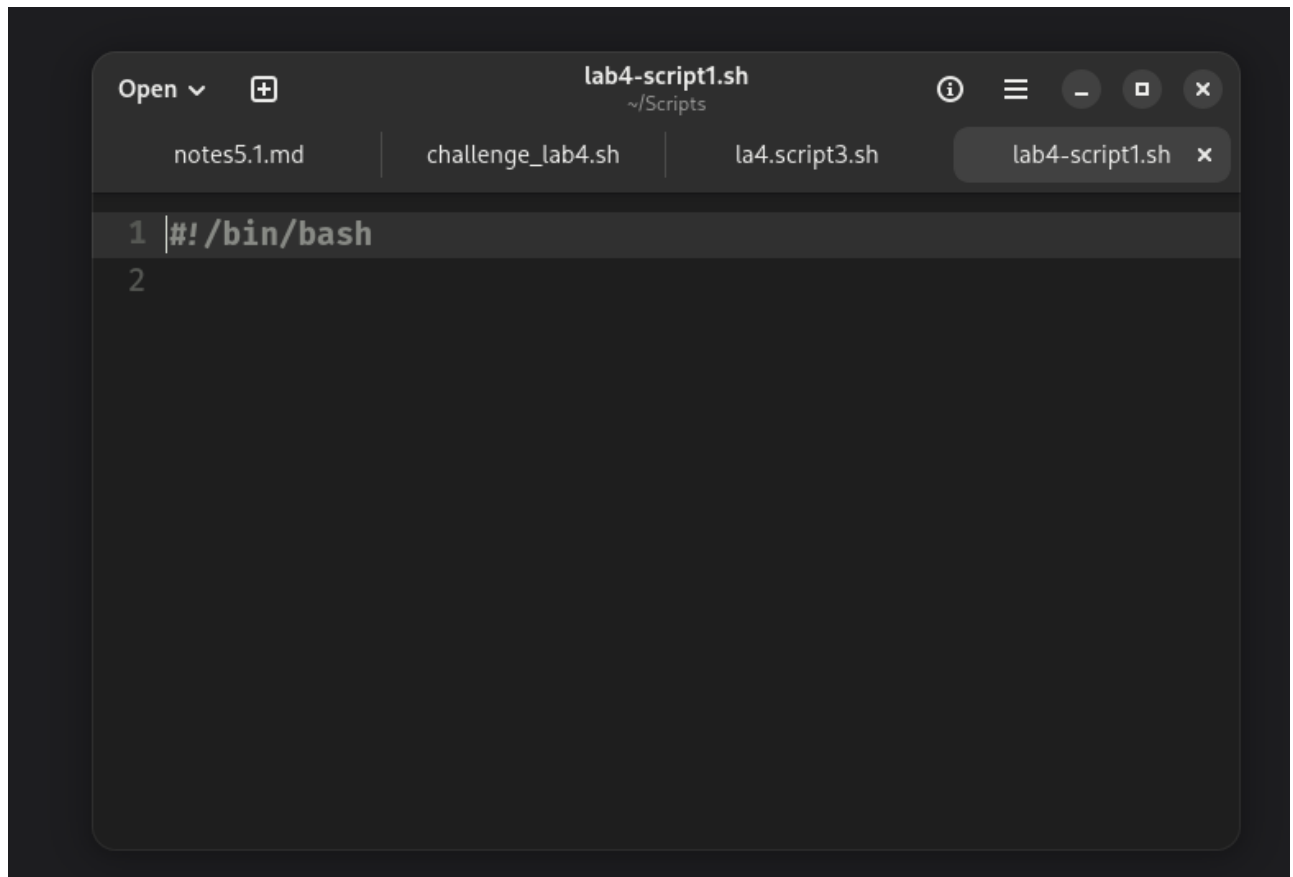 Open
lab4-script1.sh
~/Scripts
notes5.1.md
challenge_lab4.sh
la4.script3.sh
lab4-script1.sh
1 #!/bin/bash
2